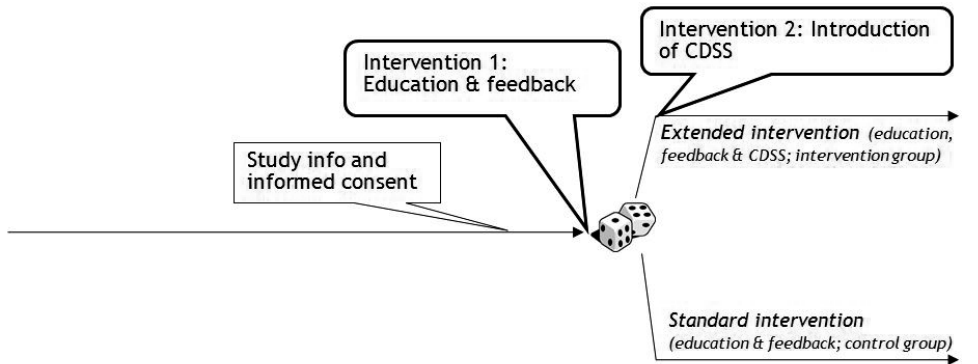 Intervention 2: Introduction
of CDSS
Intervention 1:
Education & feedback
Extended intervention (education,
feedback & CDSS; intervention group)
Study info and
informed consent
Standard intervention
(education & feedback; control group)